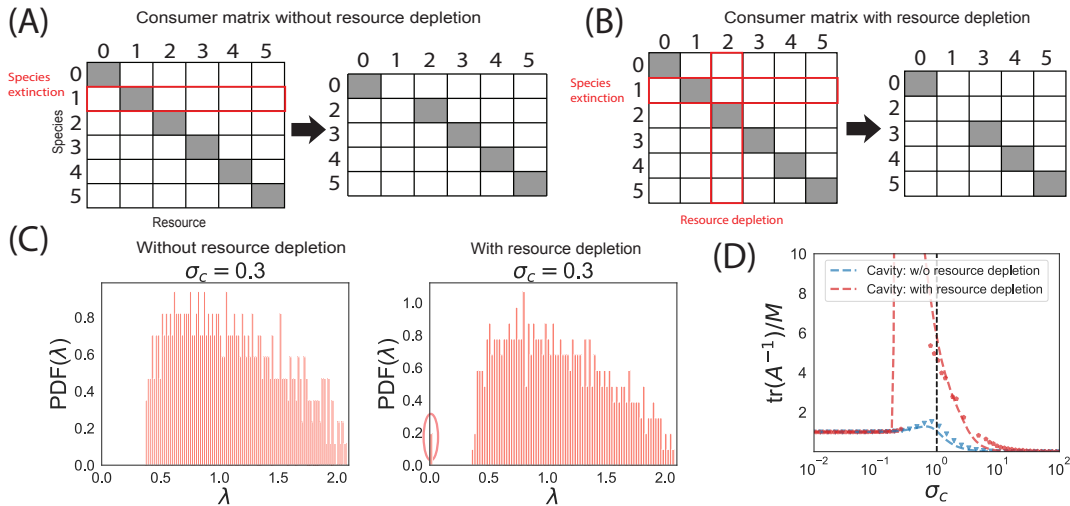 (A)
Consumer matrix without resource depletion
0 1 2 3 4 5
Species
extinction
0
1
2
3
4
5
Species
Resource
0 1 2 3 4 5
0
2
3
4
5
(B)
Consumer matrix with resource depletion
0 1 2 3 4 5
Species
extinction
0
1
2
3
4
5
Resource depletion
0 1 2 3 4 5
0
2
3
4
5
(C)
Without resource depletion
σc = 0.3
PDF(λ)
0.8
0.6
0.4
0.2
0.0
0.0 0.5 1.0 1.5 2.0
λ
With resource depletion
σc = 0.3
PDF(λ)
1.0
0.8
0.6
0.4
0.2
0.0
0.0 0.5 1.0 1.5 2.0
λ
(D)
Cavity: w/o resource depletion
Cavity: with resource depletion
tr(A⁻¹)/M
10
8
6
4
2
10⁻² 10⁻¹ 10⁰ 10¹ 10²
σc